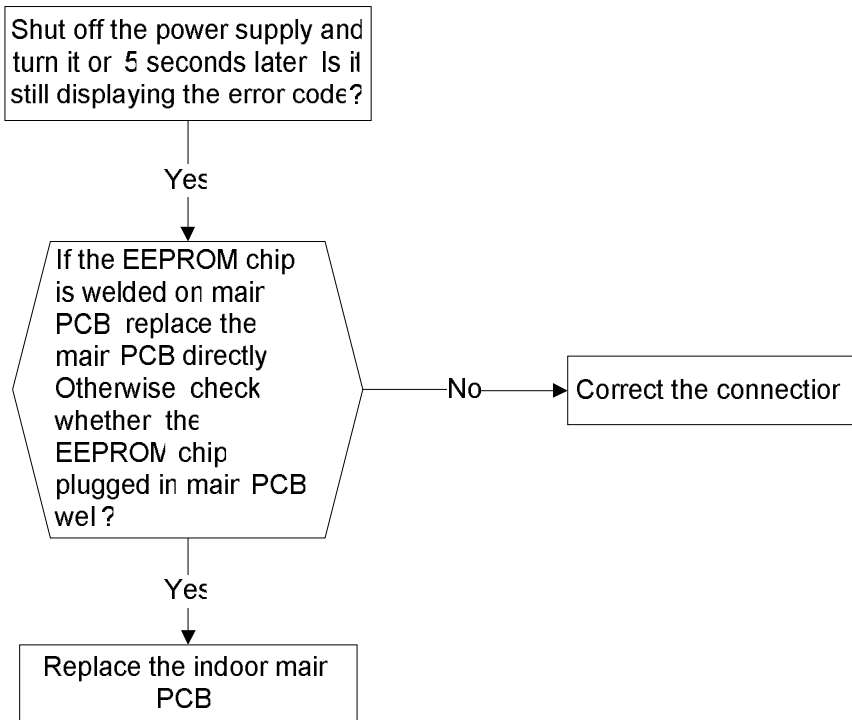 Shut off the power supply and
turn it or 5 seconds later Is it
still displaying the error code?
Yes
If the EEPROM chip
is welded on mair
PCB replace the
mair PCB directly
Otherwise check
whether the
EEPROM chip
plugged in mair PCB
wel ?
No
Correct the connectior
Yes
Replace the indoor mair
PCB